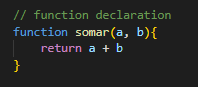 // function declaration
function somar(a, b){
    return a + b
}